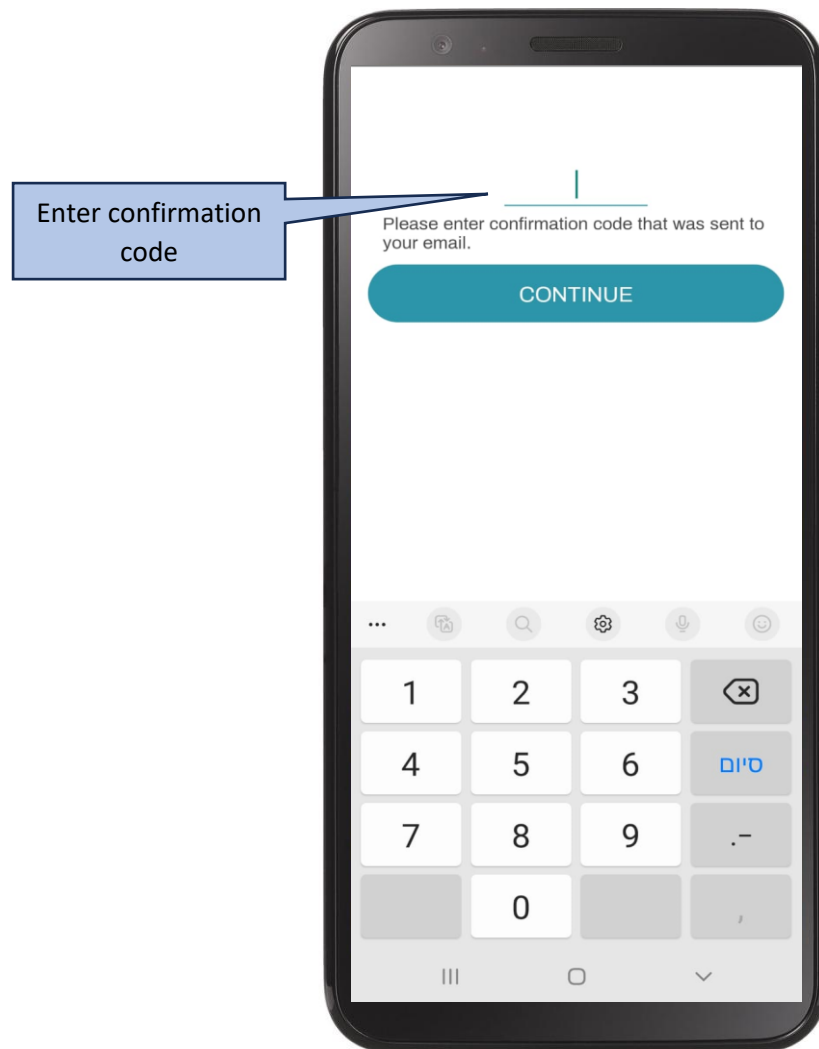 Enter confirmation
code
Please enter confirmation code that was sent to
your email.
CONTINUE
1 2 3
4 5 6 סיום
7 8 9 .-
0 ,